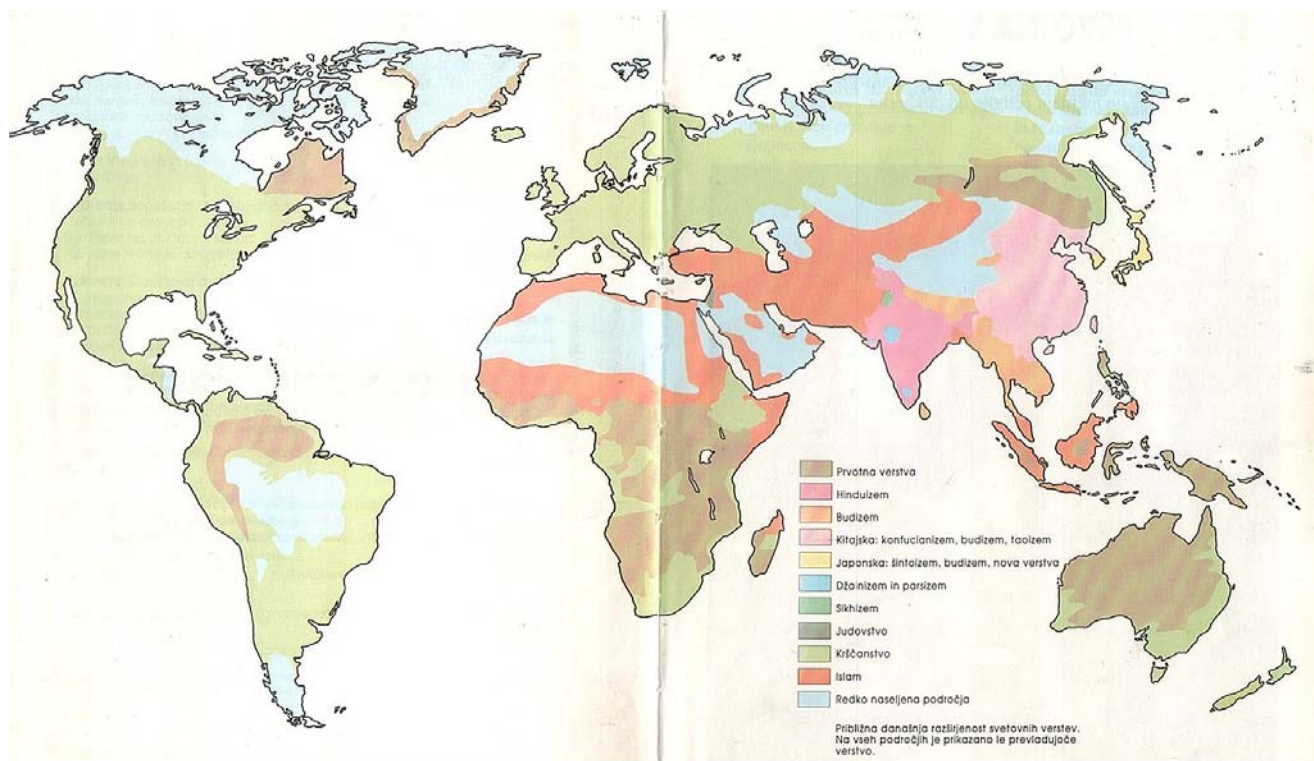 Prvotna verstva
Hinduizem
Budizem
Kitajska: konfucianizem, budizem, taoizem
Japonska: šintoizem, budizem, nova verstva
Džainizem in parsizem
Sikhizem
Judovstvo
Krščanstvo
Islam
Redko naseljena področja
Približna današnja razširjenost svetovnih verstev.
Na vseh področjih je prikazano le prevladujoče
verstvo.